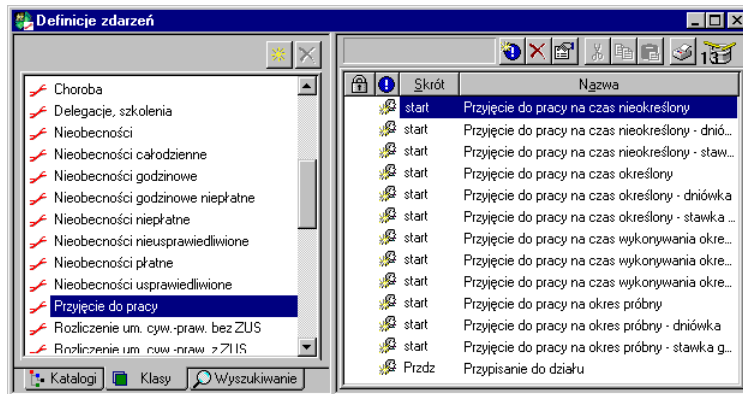 Definicje zdarzeń
Choroba
Delegacje, szkolenia
Nieobecności
Nieobecności całodzienne
Nieobecności godzinowe
Nieobecności godzinowe niepłatne
Nieobecności niepłatne
Nieobecności nieusprawiedliwione
Nieobecności płatne
Nieobecności usprawiedliwione
Przyjęcie do pracy
Rozliczenie um. cyw.-praw. bez ZUS
Rozliczenie um. cyw.-praw. z ZUS
Katalogi Klasy Wyszukiwanie
13
Skrót Nazwa
start Przyjęcie do pracy na czas nieokreślony
start Przyjęcie do pracy na czas nieokreślony - dnió...
start Przyjęcie do pracy na czas nieokreślony - staw...
start Przyjęcie do pracy na czas określony
start Przyjęcie do pracy na czas określony - dniówka
start Przyjęcie do pracy na czas określony - stawka ...
start Przyjęcie do pracy na czas wykonywania okre...
start Przyjęcie do pracy na czas wykonywania okre...
start Przyjęcie do pracy na czas wykonywania okre...
start Przyjęcie do pracy na okres próbny
start Przyjęcie do pracy na okres próbny - dniówka
start Przyjęcie do pracy na okres próbny - stawka g...
Przdz Przypisanie do działu